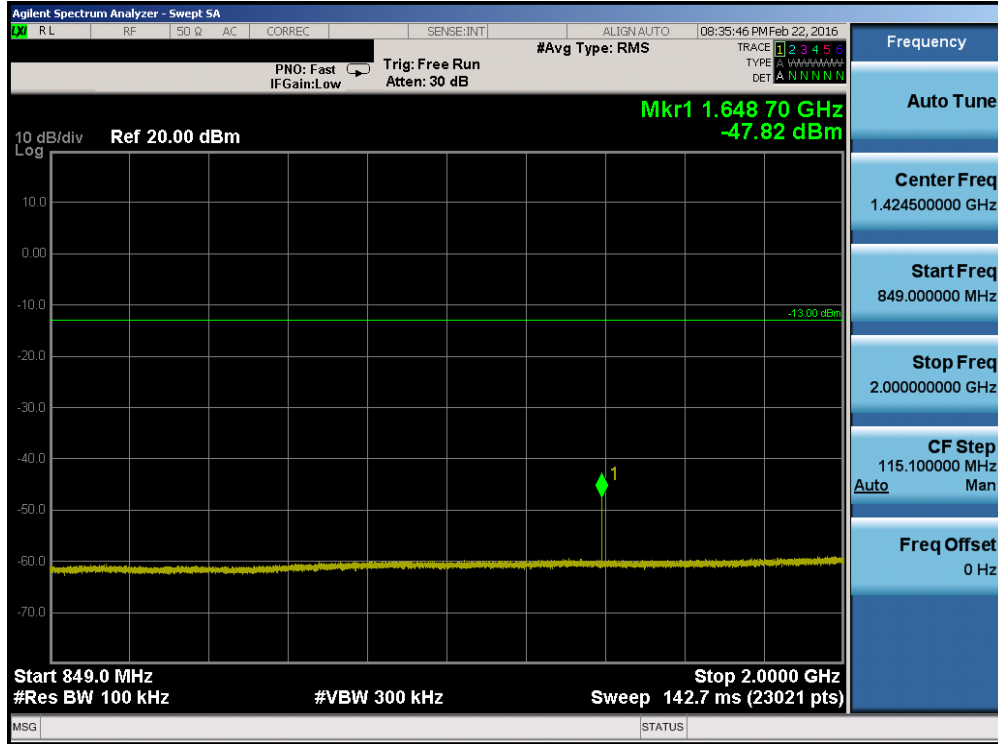 Agilent Spectrum Analyzer - Swept SA
LXI RL RF 50 Ω AC CORREC SENSE:INT ALIGN AUTO 08:35:46 PM Feb 22, 2016
#Avg Type: RMS TRACE 1 2 3 4 5 6
PNO: Fast Trig: Free Run TYPE A WWWWW
IFGain:Low Atten: 30 dB DET A N N N N N
Mkr1 1.648 70 GHz
-47.82 dBm
10 dB/div Ref 20.00 dBm
Log
10.0
0.00
-10.0
-13.00 dBm
-20.0
-30.0
-40.0
1
-50.0
-60.0
-70.0
Start 849.0 MHz Stop 2.0000 GHz
#Res BW 100 kHz #VBW 300 kHz Sweep 142.7 ms (23021 pts)
MSG STATUS
Frequency
Auto Tune
Center Freq
1.424500000 GHz
Start Freq
849.000000 MHz
Stop Freq
2.000000000 GHz
CF Step
115.100000 MHz
Auto Man
Freq Offset
0 Hz